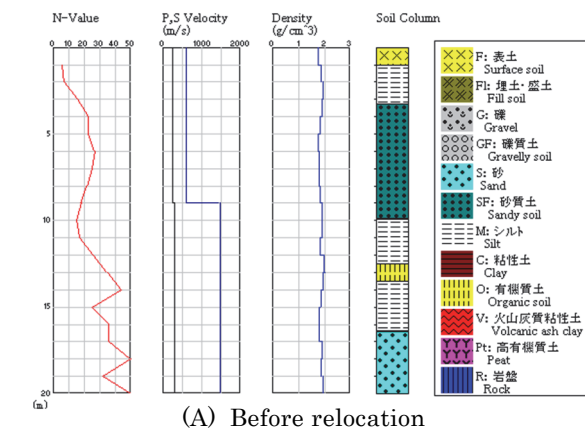 N-Value
P,S Velocity
(m/s)
Density
(g/cm^3)
Soil Column
0 10 20 30 40 50
0 1000 2000
0 1 2 3
5
10
15
20
(m)
F: 表土
Surface soil
Fl: 埋土・盛土
Fill soil
G: 礫
Gravel
GF: 礫質土
Gravelly soil
S: 砂
Sand
SF: 砂質土
Sandy soil
M: シルト
Silt
C: 粘性土
Clay
O: 有機質土
Organic soil
V: 火山灰質粘性土
Volcanic ash clay
Pt: 高有機質土
Peat
R: 岩盤
Rock
(A) Before relocation